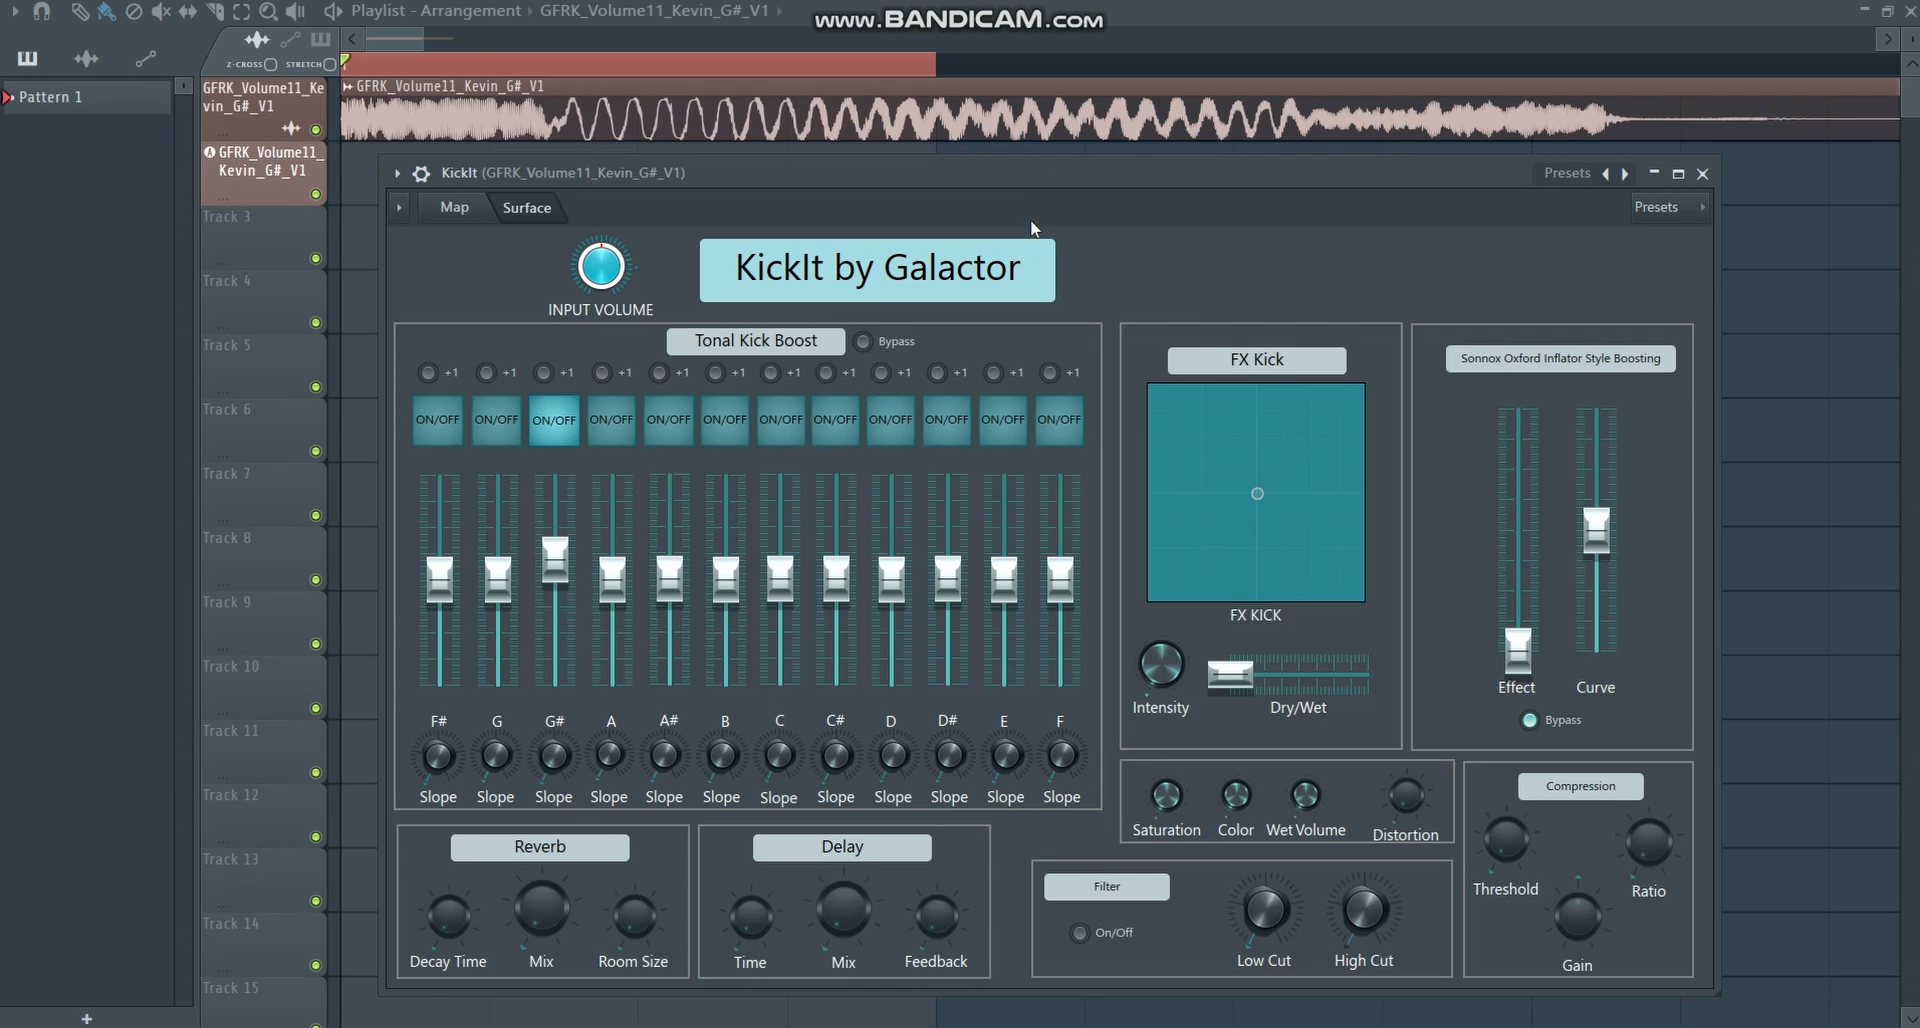 Playlist - Arrangement › GFRK_Volume11_Kevin_G#_V1 ›
www.BANDICAM.com
Z-CROSS
STRETCH
Pattern 1
GFRK_Volume11_Ke
vin_G#_V1
GFRK_Volume11_Kevin_G#_V1
GFRK_Volume11_
Kevin_G#_V1
Track 3
Track 4
Track 5
Track 6
Track 7
Track 8
Track 9
Track 10
Track 11
Track 12
Track 13
Track 14
Track 15
KickIt (GFRK_Volume11_Kevin_G#_V1)
Presets
Map
Surface
Presets
INPUT VOLUME
KickIt by Galactor
Tonal Kick Boost
Bypass
+1 +1 +1 +1 +1 +1 +1 +1 +1 +1 +1 +1
ON/OFF ON/OFF ON/OFF ON/OFF ON/OFF ON/OFF ON/OFF ON/OFF ON/OFF ON/OFF ON/OFF ON/OFF
F# G G# A A# B C C# D D# E F
Slope Slope Slope Slope Slope Slope Slope Slope Slope Slope Slope Slope
FX Kick
FX KICK
Intensity
Dry/Wet
Sonnox Oxford Inflator Style Boosting
Effect
Curve
Bypass
Saturation
Color
Wet Volume
Distortion
Compression
Threshold
Ratio
Gain
Reverb
Decay Time
Mix
Room Size
Delay
Time
Mix
Feedback
Filter
On/Off
Low Cut
High Cut